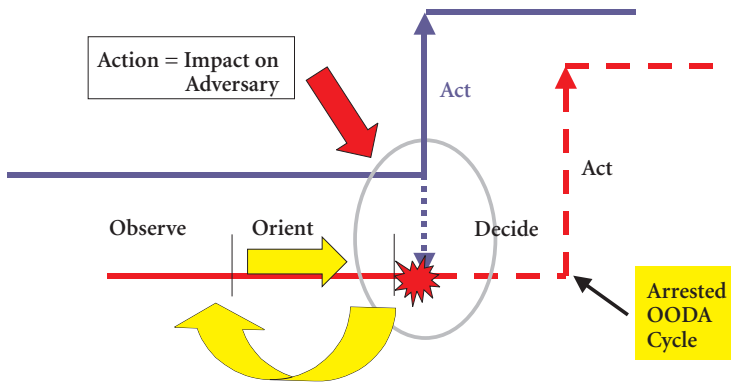 Action = Impact on
Adversary
Act
Act
Observe
Orient
Decide
Arrested
OODA
Cycle